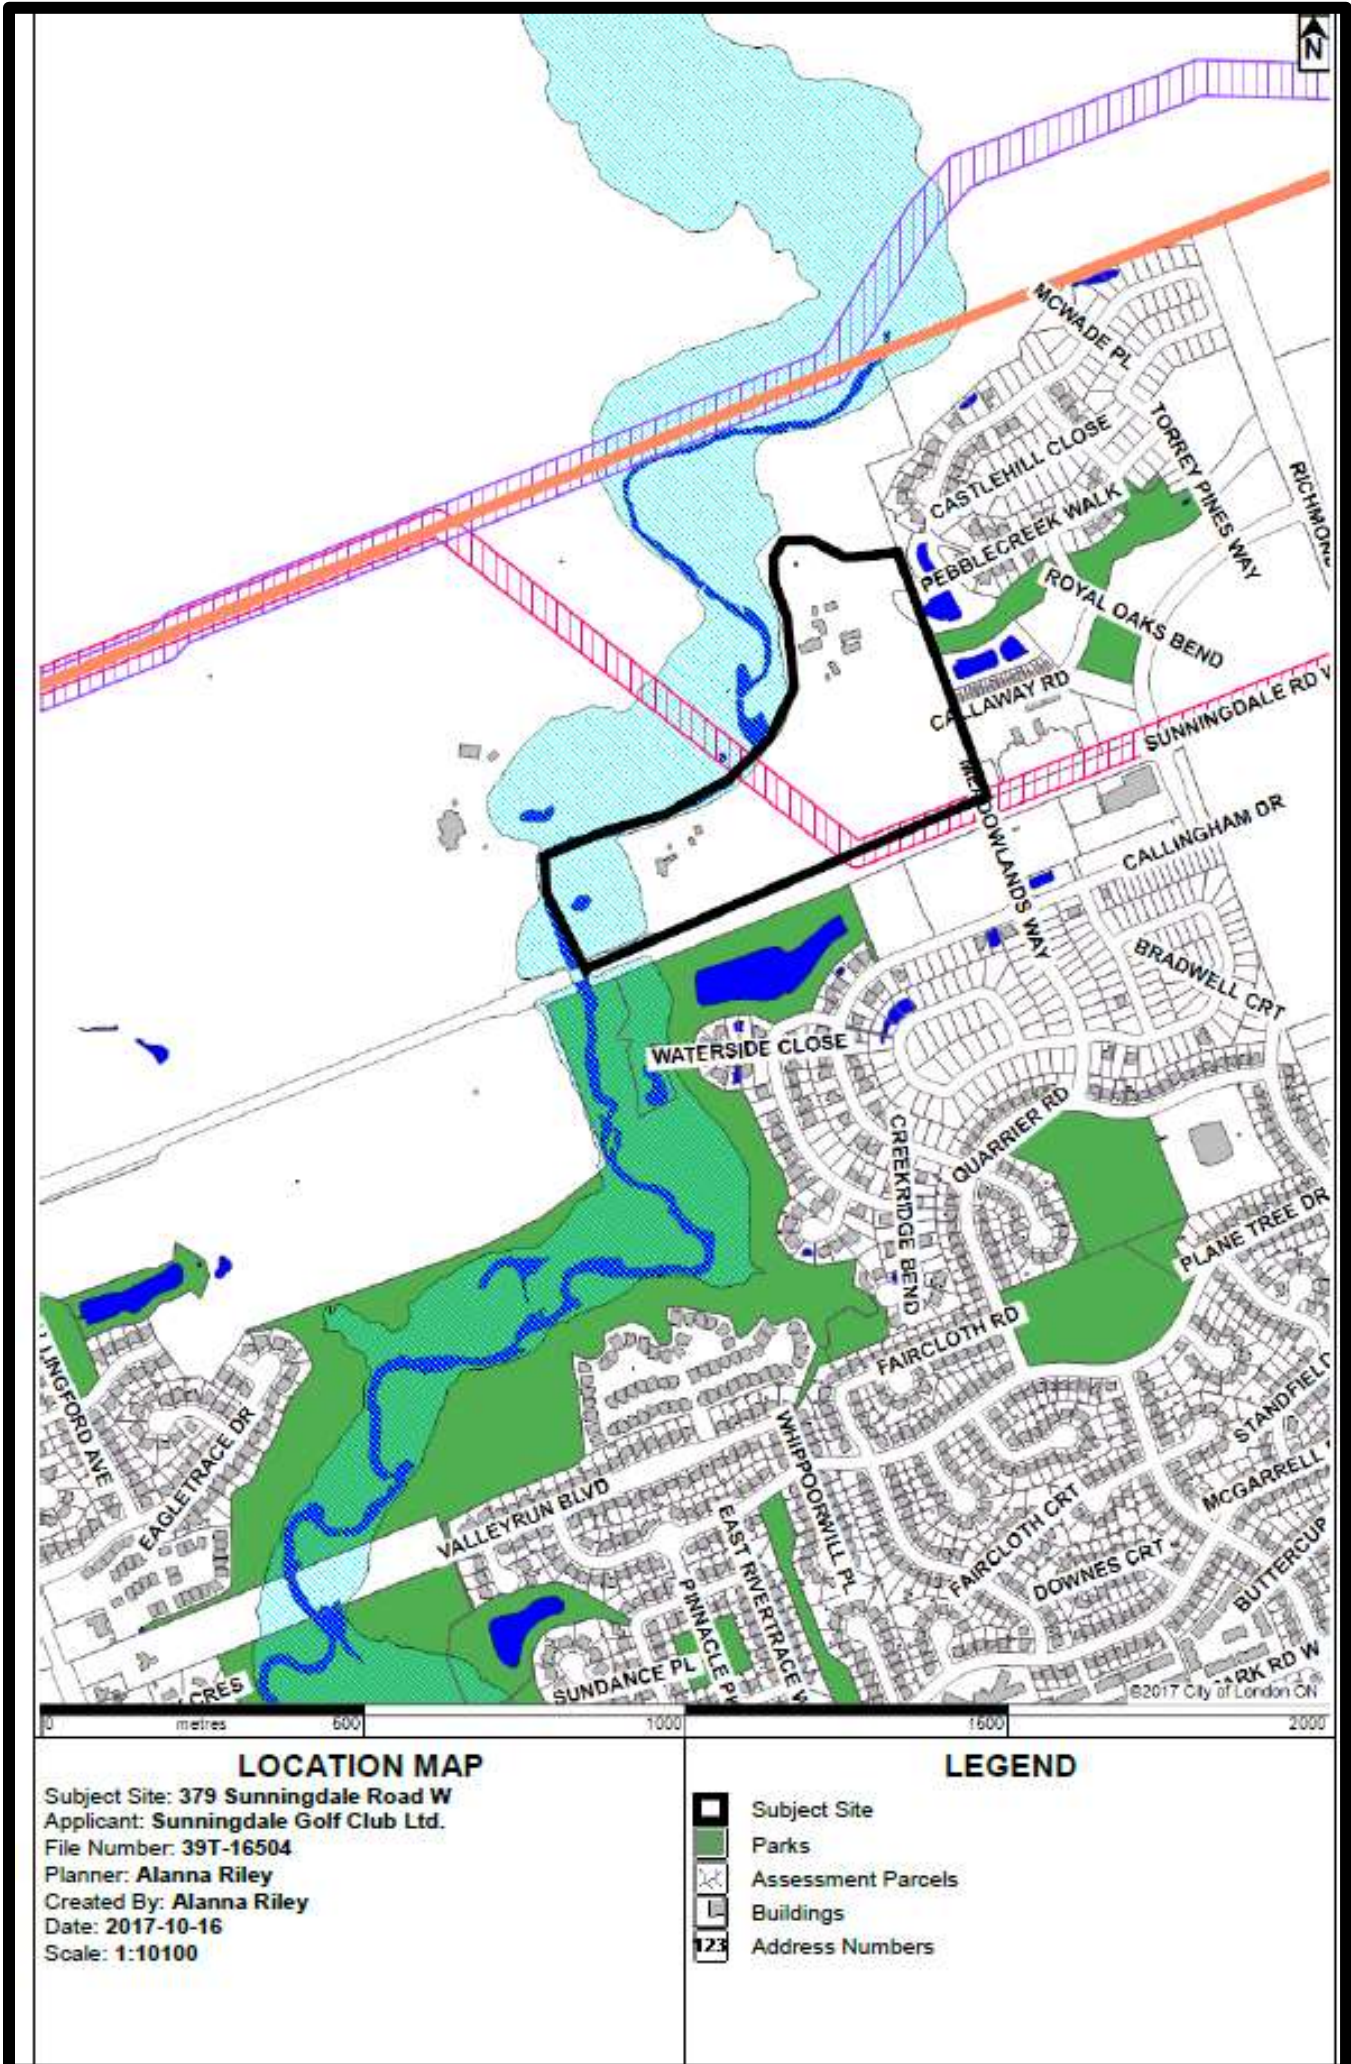 N
MCWADE PL
CASTLEHILL CLOSE
TORREY PINES WAY
PEBBLECREEK WALK
ROYAL OAKS BEND
CALLAWAY RD
SUNNINGDALE RD
MEADOWLANDS WAY
CALLINGHAM DR
BRADWELL CRT
WATERSIDE CLOSE
CREEKRIDGE BEND
QUARRIER RD
PLANE TREE DR
FAIRCLOTH RD
LINGFORD AVE
EAGLETRACE DR
STANDFIELD
WHIPPOORWILL PL
MCGARRELL
VALLEYRUN BLVD
EAST RIVERTRACE W
FAIRCLOTH CRT
DOWNES CRT
BUTTERCUP
PINNACLE PK
SUNDANCE PL
CRES
ARK RD W
©2017 City of London ON
0 metres 500 1000 1500 2000
LOCATION MAP
Subject Site: 379 Sunningdale Road W
Applicant: Sunningdale Golf Club Ltd.
File Number: 39T-16504
Planner: Alanna Riley
Created By: Alanna Riley
Date: 2017-10-16
Scale: 1:10100
LEGEND
Subject Site
Parks
Assessment Parcels
Buildings
123 Address Numbers